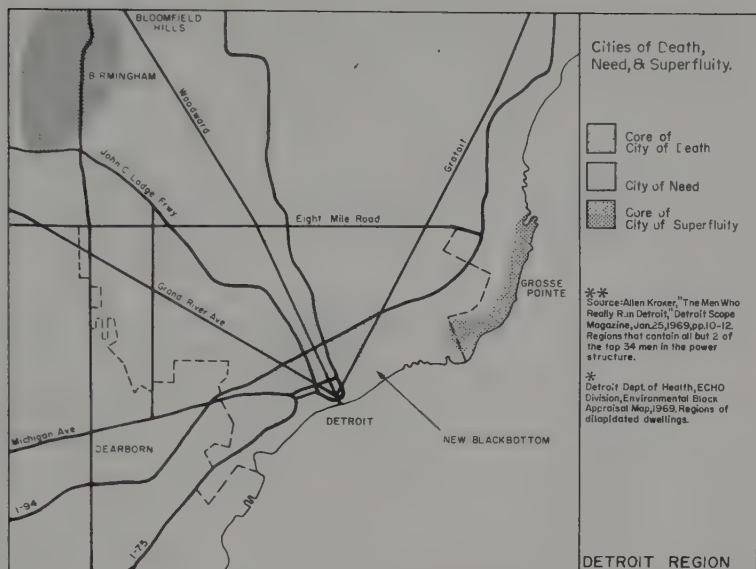 BLOOMFIELD
HILLS
BIRMINGHAM
Woodward
John C Lodge Frwy
Gratiot
Eight Mile Road
Grand River Ave
GROSSE
POINTE
DETROIT
NEW BLACKBOTTOM
Michigan Ave
DEARBORN
I-94
I-75
Cities of Death,
Need, & Superfluity.
Core of
City of Death
City of Need
Core of
City of Superfluity
**
Source: Allen Kroker, "The Men Who
Really Run Detroit," Detroit Scope
Magazine, Jan. 25, 1969, pp. 10-12.
Regions that contain all but 2 of
the top 34 men in the power
structure.
*
Detroit Dept. of Health, ECHO
Division, Environmental Block
Appraisal Map, 1969. Regions of
dilapidated dwellings.
DETROIT REGION